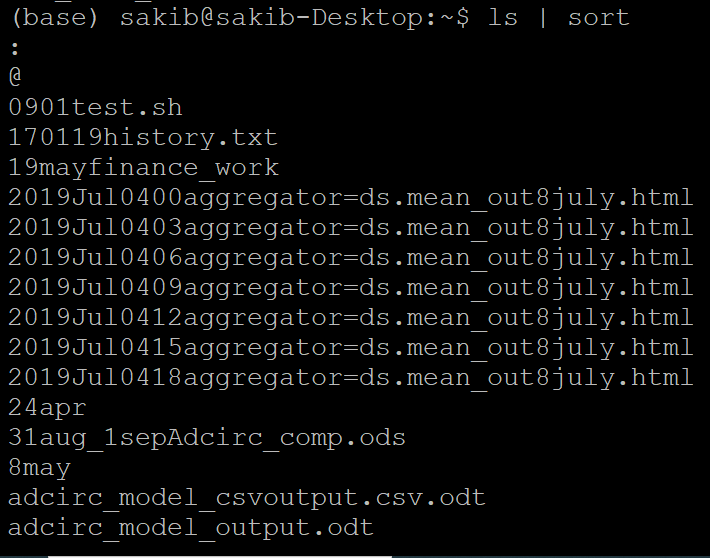 (base) sakib@sakib-Desktop:~$ ls | sort
:
@
0901test.sh
170119history.txt
19mayfinance_work
2019Jul0400aggregator=ds.mean_out8july.html
2019Jul0403aggregator=ds.mean_out8july.html
2019Jul0406aggregator=ds.mean_out8july.html
2019Jul0409aggregator=ds.mean_out8july.html
2019Jul0412aggregator=ds.mean_out8july.html
2019Jul0415aggregator=ds.mean_out8july.html
2019Jul0418aggregator=ds.mean_out8july.html
24apr
31aug_1sepAdcirc_comp.ods
8may
adcirc_model_csvoutput.csv.odt
adcirc_model_output.odt